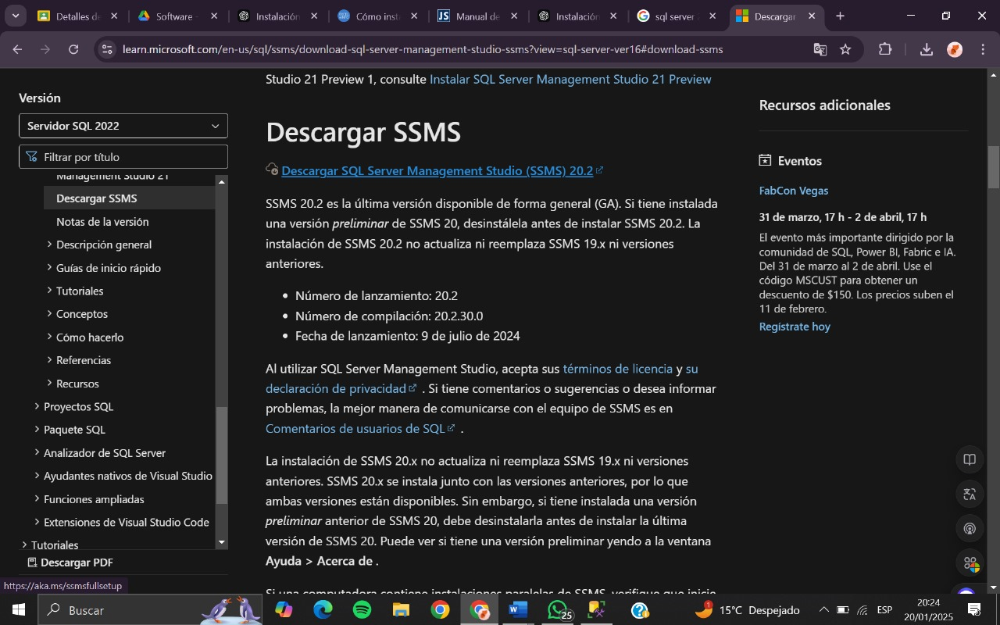 Detalles de
Software -
Instalación
Cómo inst
Manual de
Instalación
sql server 2
Descargar
learn.microsoft.com/en-us/sql/ssms/download-sql-server-management-studio-ssms?view=sql-server-ver16#download-ssms
Versión
Servidor SQL 2022
Filtrar por título
Management Studio 21
Descargar SSMS
Notas de la versión
Descripción general
Guías de inicio rápido
Tutoriales
Conceptos
Cómo hacerlo
Referencias
Recursos
Proyectos SQL
Paquete SQL
Analizador de SQL Server
Ayudantes nativos de Visual Studio
Funciones ampliadas
Extensiones de Visual Studio Code
Tutoriales
Descargar PDF
Studio 21 Preview 1, consulte Instalar SQL Server Management Studio 21 Preview
Descargar SSMS
Descargar SQL Server Management Studio (SSMS) 20.2
SSMS 20.2 es la última versión disponible de forma general (GA). Si tiene instalada
una versión preliminar de SSMS 20, desinstálela antes de instalar SSMS 20.2. La
instalación de SSMS 20.2 no actualiza ni reemplaza SSMS 19.x ni versiones
anteriores.
• Número de lanzamiento: 20.2
• Número de compilación: 20.2.30.0
• Fecha de lanzamiento: 9 de julio de 2024
Al utilizar SQL Server Management Studio, acepta sus términos de licencia y su
declaración de privacidad . Si tiene comentarios o sugerencias o desea informar
problemas, la mejor manera de comunicarse con el equipo de SSMS es en
Comentarios de usuarios de SQL .
La instalación de SSMS 20.x no actualiza ni reemplaza SSMS 19.x ni versiones
anteriores. SSMS 20.x se instala junto con las versiones anteriores, por lo que
ambas versiones están disponibles. Sin embargo, si tiene instalada una versión
preliminar anterior de SSMS 20, debe desinstalarla antes de instalar la última
versión de SSMS 20. Puede ver si tiene una versión preliminar yendo a la ventana
Ayuda > Acerca de .
Si una computadora contiene instalaciones paralelas de SSMS, verifique que inicie
Recursos adicionales
Eventos
FabCon Vegas
31 de marzo, 17 h - 2 de abril, 17 h
El evento más importante dirigido por la
comunidad de SQL, Power BI, Fabric e IA.
Del 31 de marzo al 2 de abril. Use el
código MSCUST para obtener un
descuento de $150. Los precios suben el
11 de febrero.
Regístrate hoy
https://aka.ms/ssmsfullsetup
Buscar
25
1
15°C Despejado
ESP
20:24
20/01/2025